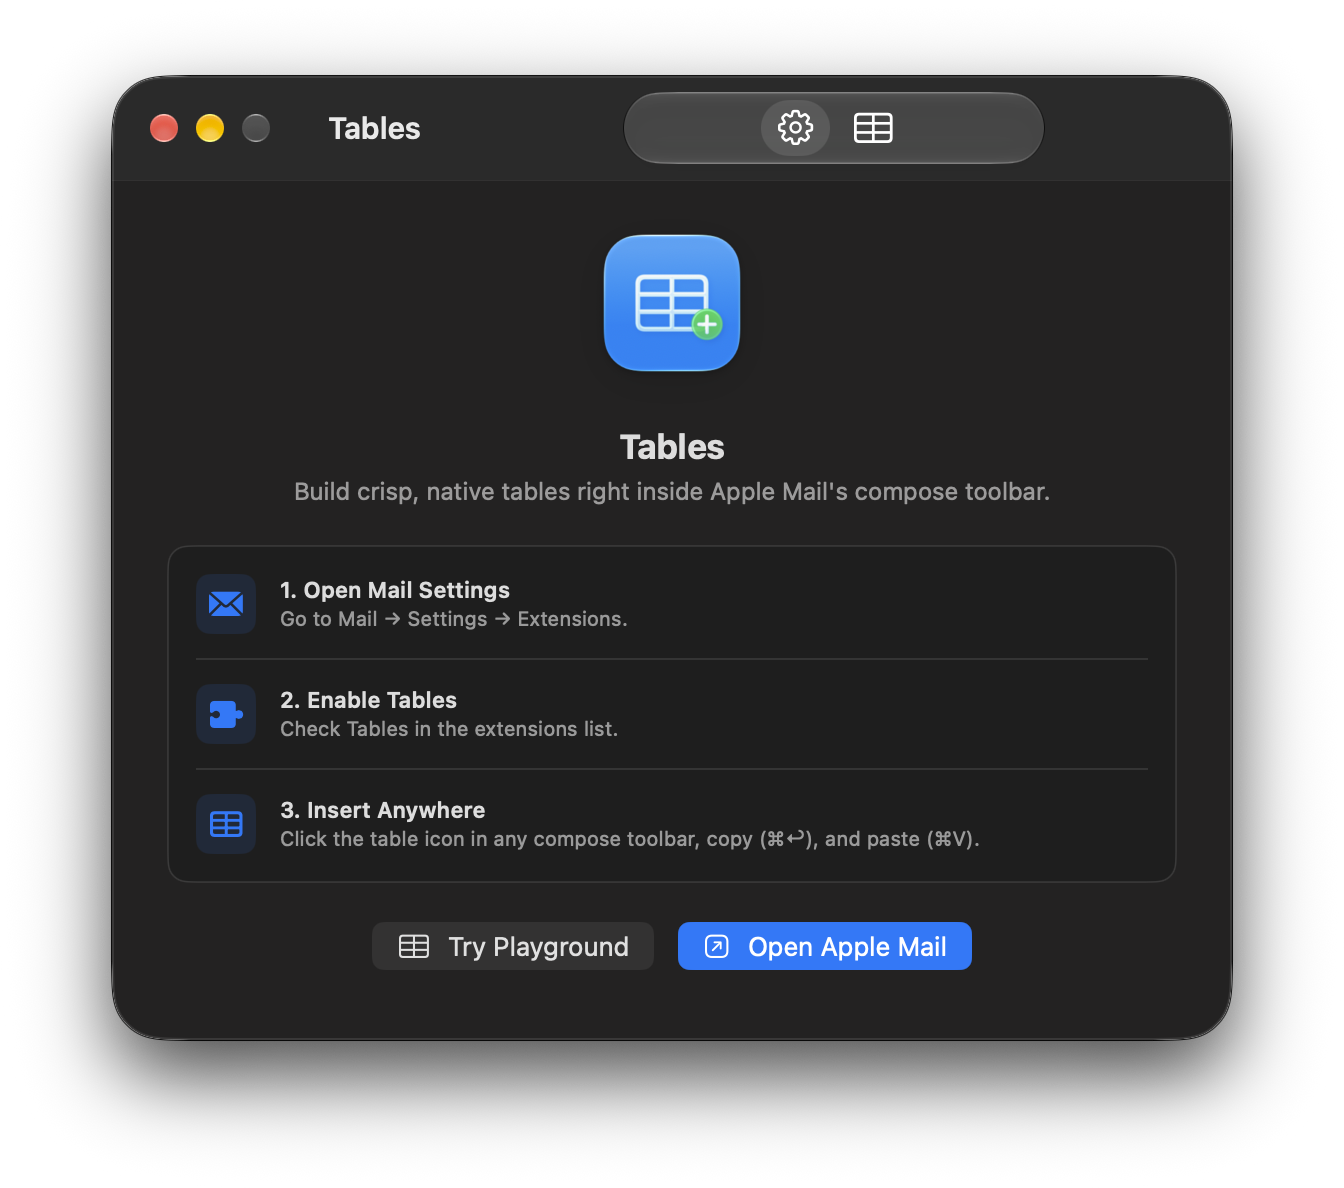 Tables
Tables
Build crisp, native tables right inside Apple Mail's compose toolbar.
1. Open Mail Settings
Go to Mail → Settings → Extensions.
2. Enable Tables
Check Tables in the extensions list.
3. Insert Anywhere
Click the table icon in any compose toolbar, copy (⌘↩), and paste (⌘V).
Try Playground
Open Apple Mail